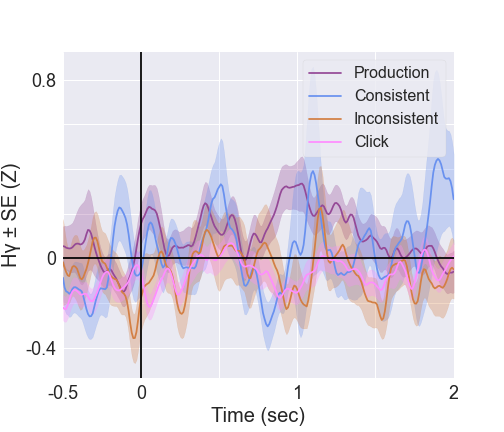 Production
Consistent
Inconsistent
Click
0.8
0
-0.4
Hγ ± SE (Z)
-0.5
0
1
2
Time (sec)